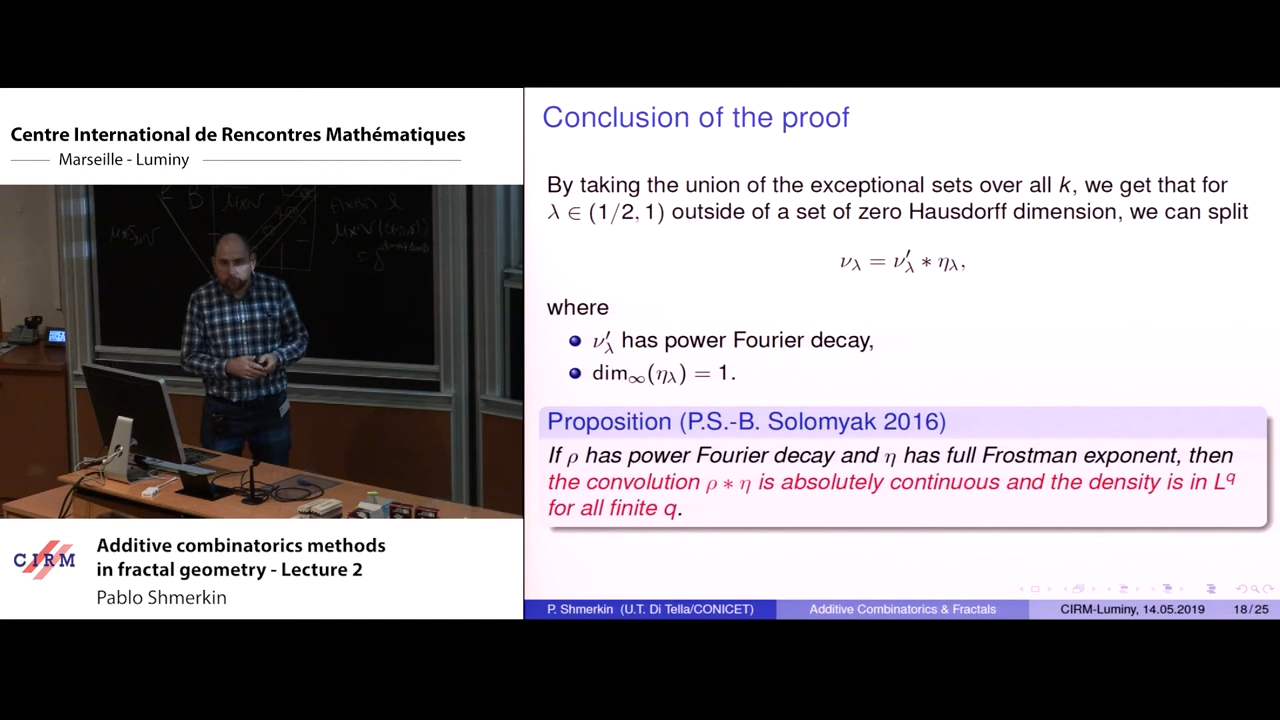 Centre International de Rencontres Mathématiques
Marseille - Luminy
CIRM
Additive combinatorics methods
in fractal geometry - Lecture 2
Pablo Shmerkin
Conclusion of the proof
By taking the union of the exceptional sets over all k, we get that for
λ ∈ (1/2, 1) outside of a set of zero Hausdorff dimension, we can split
ν_λ = ν′_λ ∗ η_λ,
where
ν′_λ has power Fourier decay,
dim_∞(η_λ) = 1.
Proposition (P.S.-B. Solomyak 2016)
If ρ has power Fourier decay and η has full Frostman exponent, then
the convolution ρ ∗ η is absolutely continuous and the density is in L^q
for all finite q.
P. Shmerkin (U.T. Di Tella/CONICET)
Additive Combinatorics & Fractals
CIRM-Luminy, 14.05.2019
18 / 25